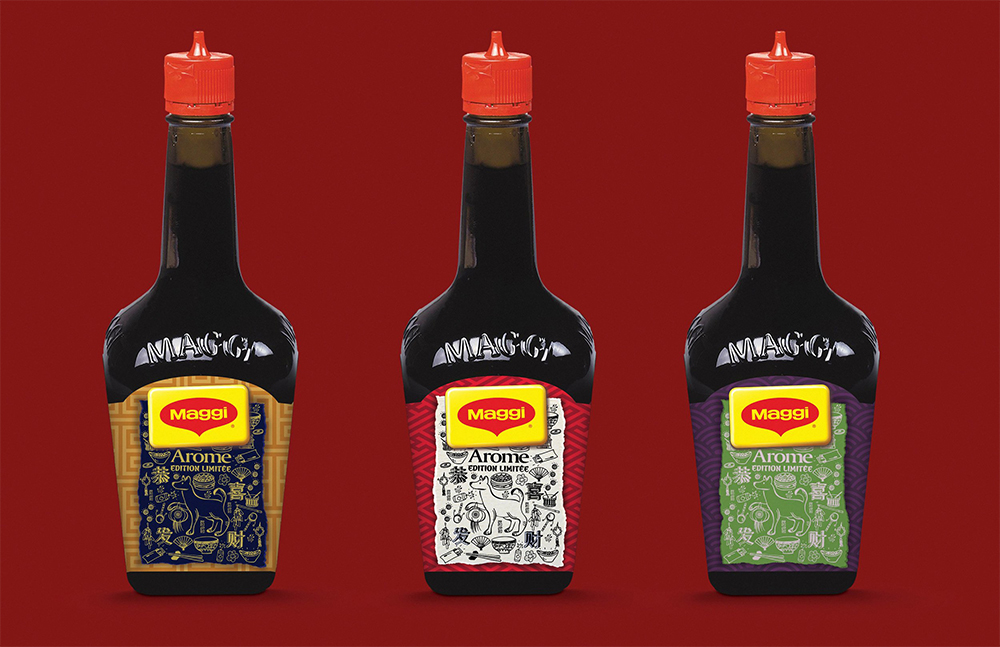 MAGGI
Maggi®
Arome
EDITION LIMITÉE
恭 喜
发 财
MAGGI
Maggi®
Arome
EDITION LIMITÉE
恭 喜
发 财
MAGGI
Maggi®
Arome
EDITION LIMITÉE
恭 喜
发 财